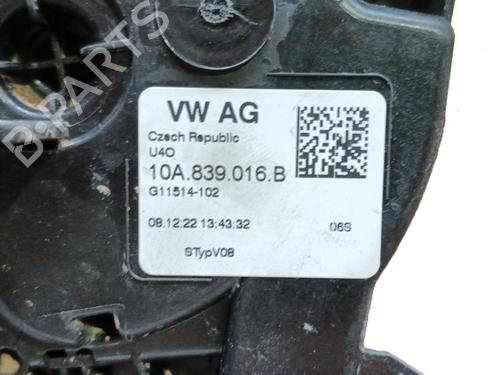 VW AG
Czech Republic
U4O
10A.839.016.B
G11514-102
08.12.22 13:43:32
06S
STypV08
B-PARTS